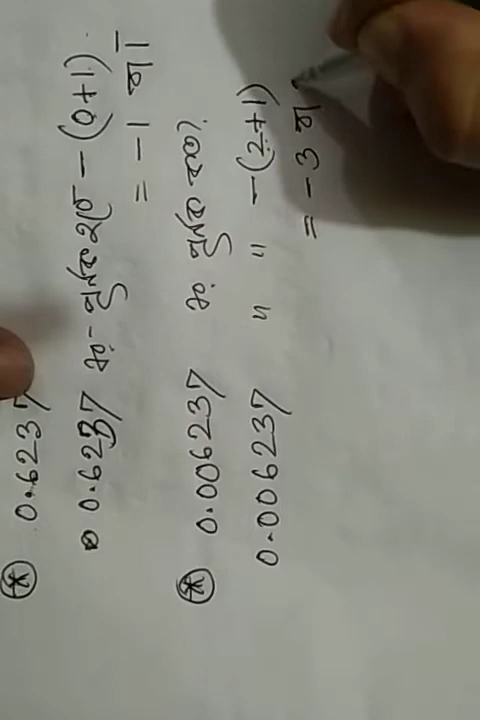 ⊛ 0.6237
0.6237 এর পূর্ণক হবে – (0+1)
= –1 বা 1̅
⊛ 0.006237 এর পূর্ণক কত?
0.006237 " " –(2+1)
= –3 বা